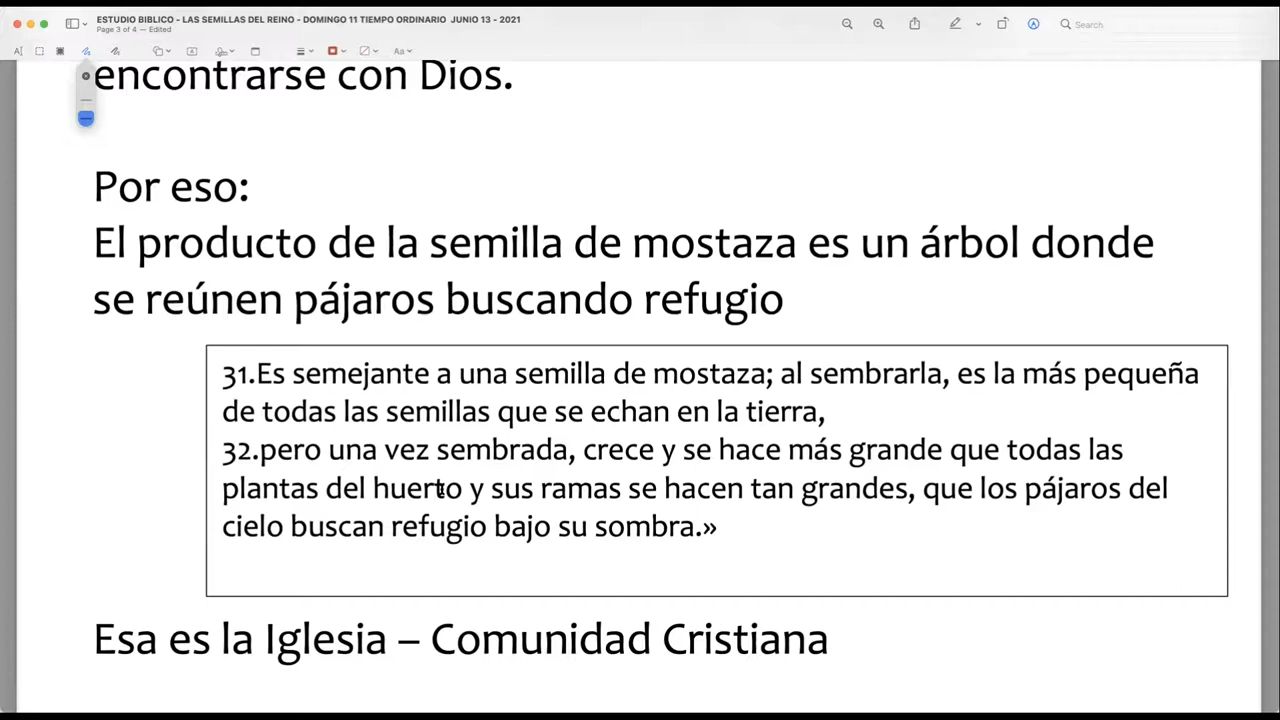 ESTUDIO BIBLICO - LAS SEMILLAS DEL REINO - DOMINGO 11 TIEMPO ORDINARIO JUNIO 13 - 2021
Page 3 of 4 — Edited
Search
Aa
encontrarse con Dios.
Por eso:
El producto de la semilla de mostaza es un árbol donde
se reúnen pájaros buscando refugio
31.Es semejante a una semilla de mostaza; al sembrarla, es la más pequeña
de todas las semillas que se echan en la tierra,
32.pero una vez sembrada, crece y se hace más grande que todas las
plantas del huerto y sus ramas se hacen tan grandes, que los pájaros del
cielo buscan refugio bajo su sombra.»
Esa es la Iglesia – Comunidad Cristiana